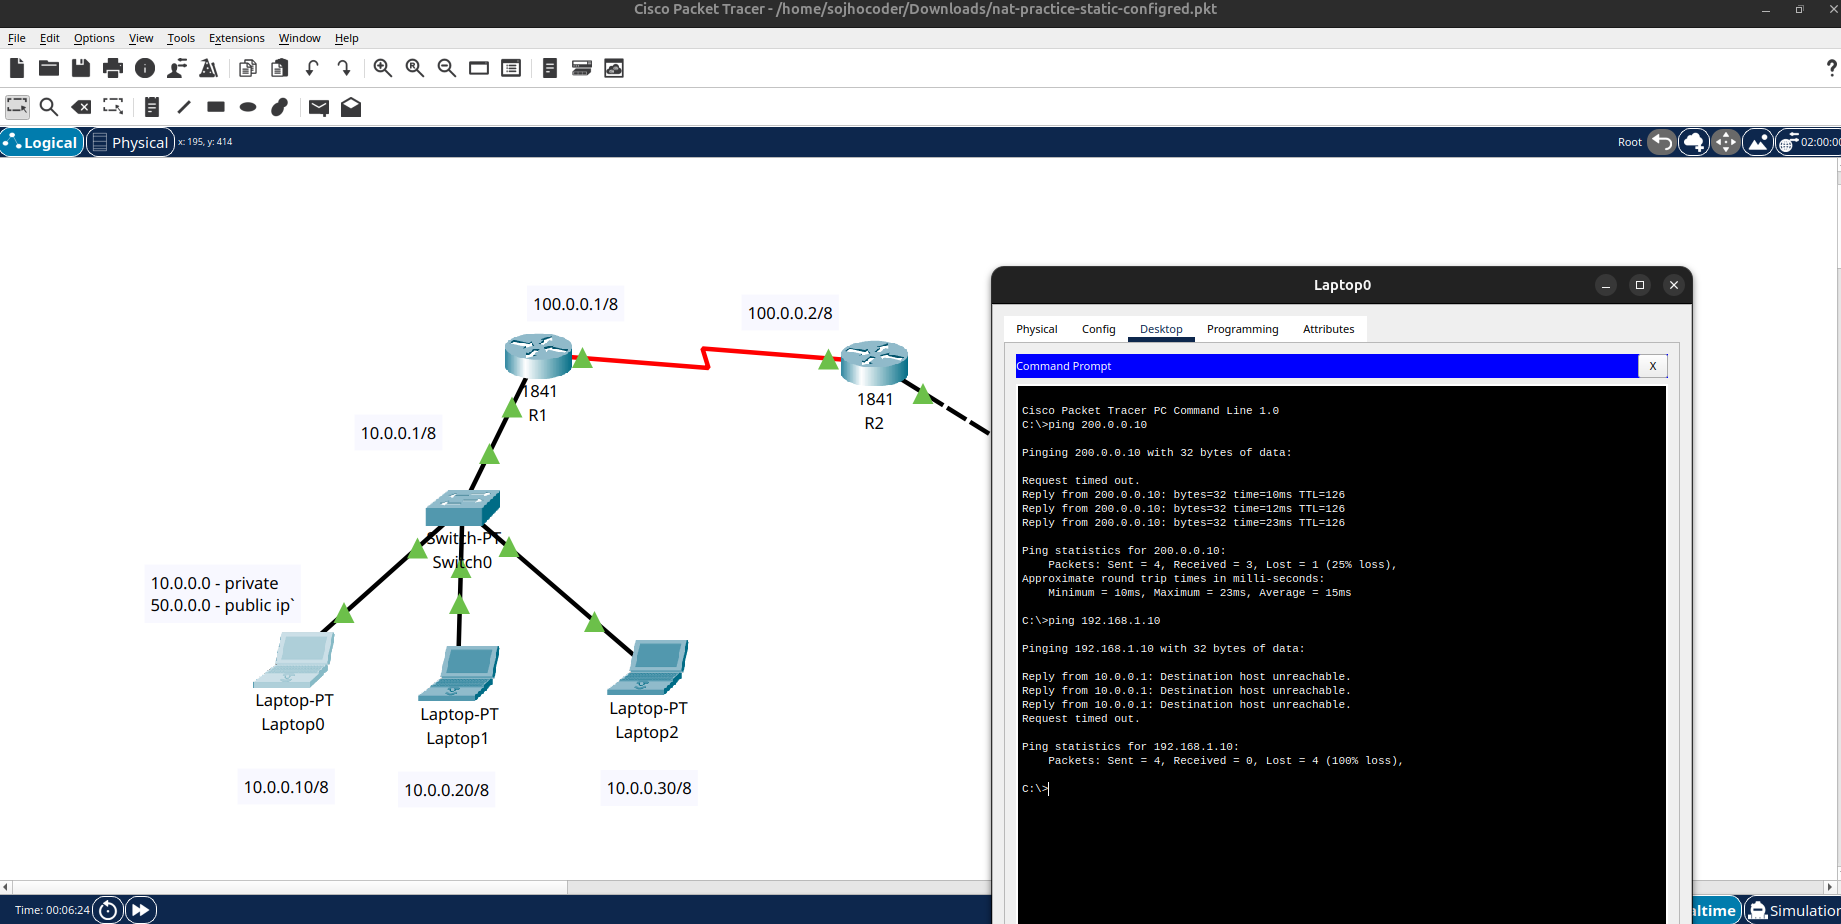 Cisco Packet Tracer - /home/sojhocoder/Downloads/nat-practice-static-configred.pkt
File Edit Options View Tools Extensions Window Help
?
Logical Physical x: 195, y: 414
Root 02:00:00
100.0.0.1/8
100.0.0.2/8
1841
R1
1841
R2
10.0.0.1/8
Switch-PT
Switch0
10.0.0.0 - private
50.0.0.0 - public ip`
Laptop-PT
Laptop0
Laptop-PT
Laptop1
Laptop-PT
Laptop2
10.0.0.10/8
10.0.0.20/8
10.0.0.30/8
Laptop0
Physical Config Desktop Programming Attributes
Command Prompt
X
Cisco Packet Tracer PC Command Line 1.0
C:\>ping 200.0.0.10
Pinging 200.0.0.10 with 32 bytes of data:
Request timed out.
Reply from 200.0.0.10: bytes=32 time=10ms TTL=126
Reply from 200.0.0.10: bytes=32 time=12ms TTL=126
Reply from 200.0.0.10: bytes=32 time=23ms TTL=126
Ping statistics for 200.0.0.10:
Packets: Sent = 4, Received = 3, Lost = 1 (25% loss),
Approximate round trip times in milli-seconds:
Minimum = 10ms, Maximum = 23ms, Average = 15ms
C:\>ping 192.168.1.10
Pinging 192.168.1.10 with 32 bytes of data:
Reply from 10.0.0.1: Destination host unreachable.
Reply from 10.0.0.1: Destination host unreachable.
Reply from 10.0.0.1: Destination host unreachable.
Request timed out.
Ping statistics for 192.168.1.10:
Packets: Sent = 4, Received = 0, Lost = 4 (100% loss),
C:\>
Time: 00:06:24
altime Simulation